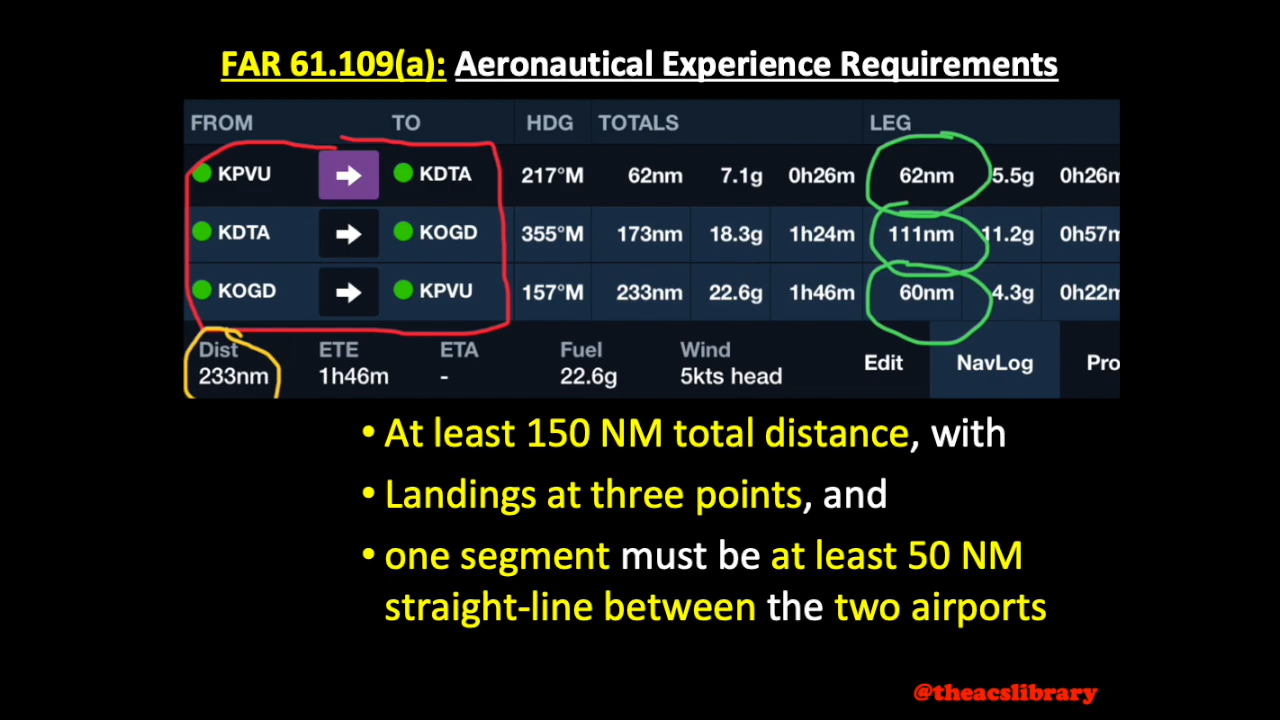 FAR 61.109(a): Aeronautical Experience Requirements
FROM TO HDG TOTALS LEG
KPVU KDTA 217°M 62nm 7.1g 0h26m 62nm 5.5g 0h26m
KDTA KOGD 355°M 173nm 18.3g 1h24m 111nm 11.2g 0h57m
KOGD KPVU 157°M 233nm 22.6g 1h46m 60nm 4.3g 0h22m
Dist ETE ETA Fuel Wind
233nm 1h46m - 22.6g 5kts head Edit NavLog Pro
• At least 150 NM total distance, with
• Landings at three points, and
• one segment must be at least 50 NM
straight-line between the two airports
@theacslibrary